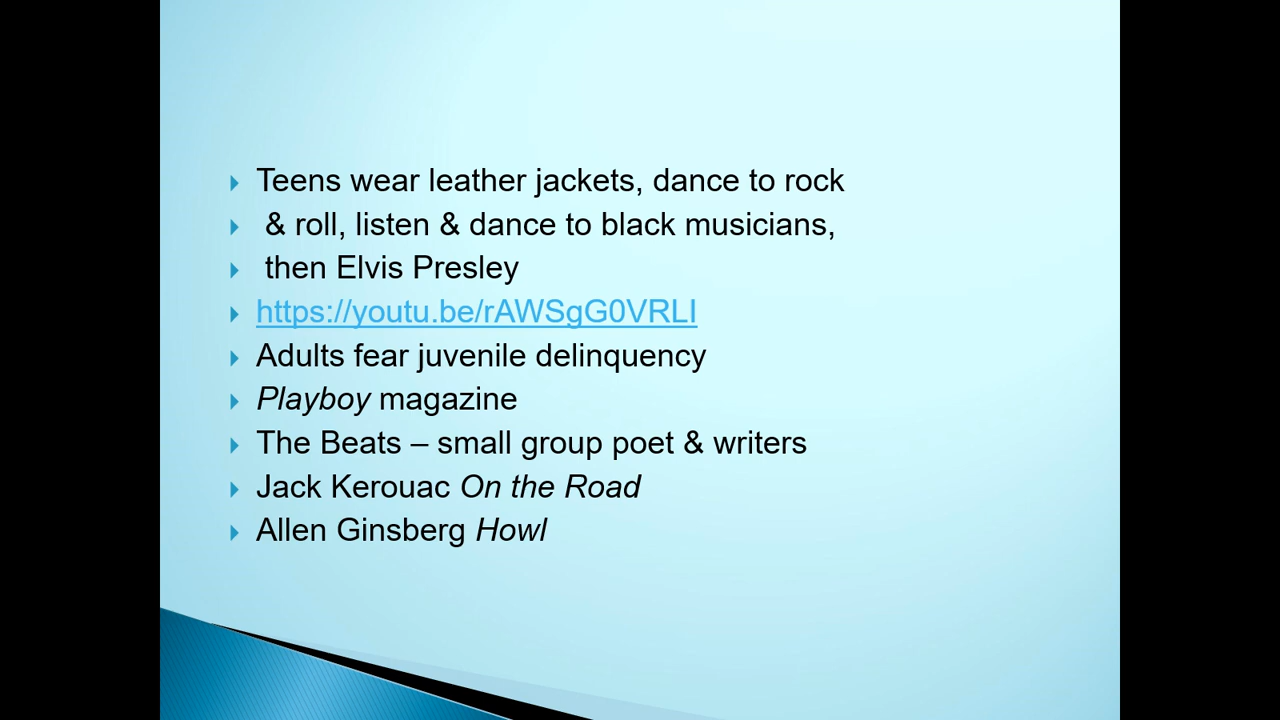 Teens wear leather jackets, dance to rock
& roll, listen & dance to black musicians,
then Elvis Presley
https://youtu.be/rAWSgG0VRLI
Adults fear juvenile delinquency
Playboy magazine
The Beats – small group poet & writers
Jack Kerouac On the Road
Allen Ginsberg Howl